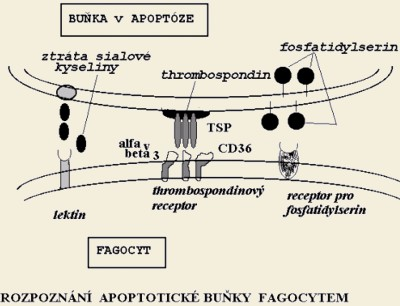 BUŇKA v APOPTÓZE
ztráta sialové
kyseliny
fosfatidylserin
thrombospondin
TSP
alfa v
beta 3
CD36
lektin
thrombospondinový
receptor
receptor pro
fosfatidylserin
FAGOCYT
ROZPOZNÁNÍ APOPTOTICKÉ BUŇKY FAGOCYTEM